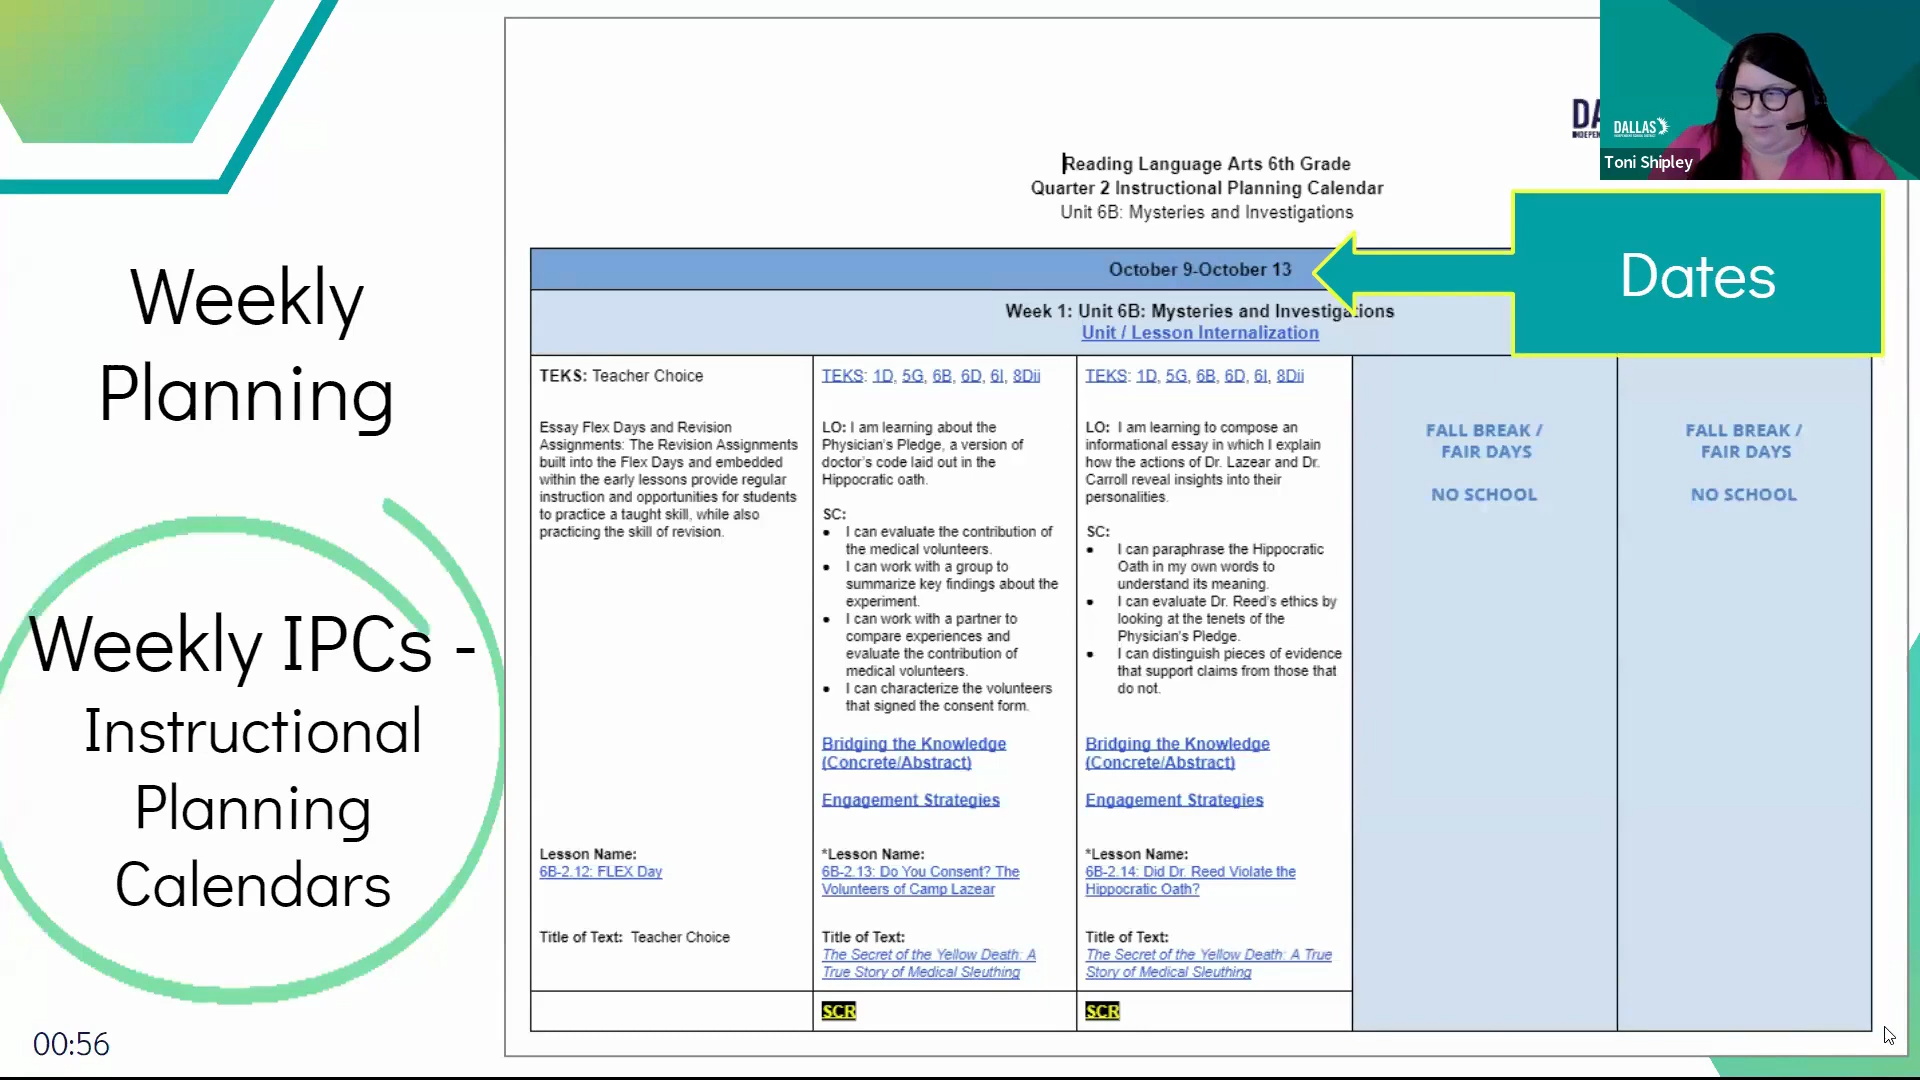 Weekly
Planning
Weekly IPCs -
Instructional
Planning
Calendars
00:56
DALLAS
Toni Shipley
Reading Language Arts 6th Grade
Quarter 2 Instructional Planning Calendar
Unit 6B: Mysteries and Investigations
Dates
October 9-October 13
Week 1: Unit 6B: Mysteries and Investigations
Unit / Lesson Internalization
TEKS: Teacher Choice
Essay Flex Days and Revision
Assignments: The Revision Assignments
built into the Flex Days and embedded
within the early lessons provide regular
instruction and opportunities for students
to practice a taught skill, while also
practicing the skill of revision.
Lesson Name:
6B-2.12: FLEX Day
Title of Text: Teacher Choice
TEKS: 1D, 5G, 6B, 6D, 6I, 8Dii
LO: I am learning about the
Physician's Pledge, a version of
doctor's code laid out in the
Hippocratic oath.
SC:
• I can evaluate the contribution of
the medical volunteers.
• I can work with a group to
summarize key findings about the
experiment.
• I can work with a partner to
compare experiences and
evaluate the contribution of
medical volunteers.
• I can characterize the volunteers
that signed the consent form.
Bridging the Knowledge
(Concrete/Abstract)
Engagement Strategies
*Lesson Name:
6B-2.13: Do You Consent? The
Volunteers of Camp Lazear
Title of Text:
The Secret of the Yellow Death: A
True Story of Medical Sleuthing
SCR
TEKS: 1D, 5G, 6B, 6D, 6I, 8Dii
LO: I am learning to compose an
informational essay in which I explain
how the actions of Dr. Lazear and Dr.
Carroll reveal insights into their
personalities.
SC:
• I can paraphrase the Hippocratic
Oath in my own words to
understand its meaning.
• I can evaluate Dr. Reed's ethics by
looking at the tenets of the
Physician's Pledge.
• I can distinguish pieces of evidence
that support claims from those that
do not.
Bridging the Knowledge
(Concrete/Abstract)
Engagement Strategies
*Lesson Name:
6B-2.14: Did Dr. Reed Violate the
Hippocratic Oath?
Title of Text:
The Secret of the Yellow Death: A True
Story of Medical Sleuthing
SCR
FALL BREAK /
FAIR DAYS
NO SCHOOL
FALL BREAK /
FAIR DAYS
NO SCHOOL